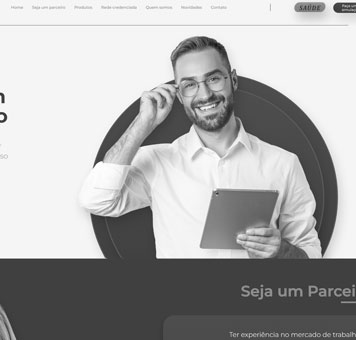 Home Seja um parceiro Produtos Rede credenciada Quem somos Novidades Contato
SAÚDE
Seja um Parcei
Ter experiência no mercado de trabalh